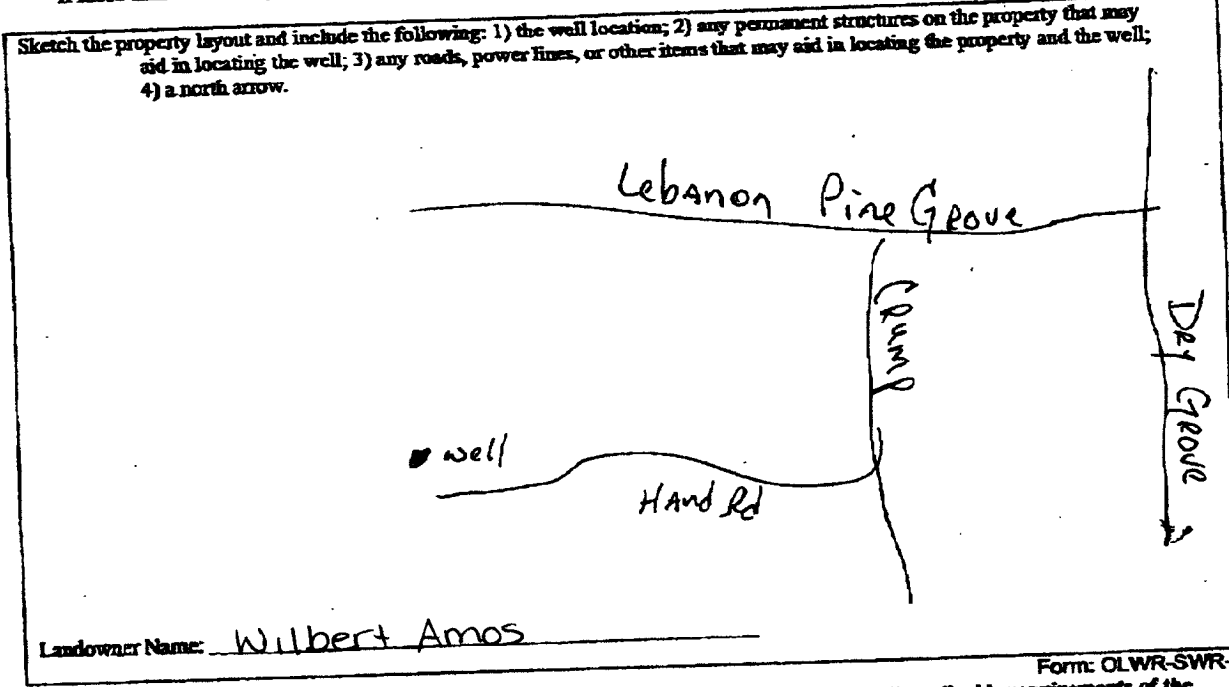 Sketch the property layout and include the following: 1) the well location; 2) any permanent structures on the property that may
aid in locating the well; 3) any roads, power lines, or other items that may aid in locating the property and the well;
4) a north arrow.
Lebanon Pine Grove
Crump
Dry Grove
well
Hand Rd
Landowner Name: Wilbert Amos
Form: OLWR-SWR-